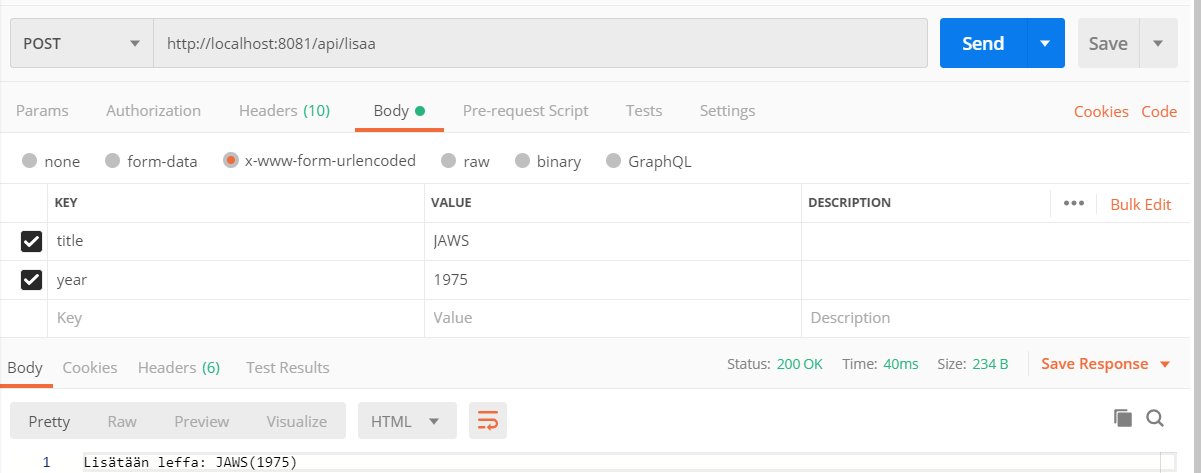 POST http://localhost:8081/api/lisaa Send Save
Params Authorization Headers (10) Body Pre-request Script Tests Settings Cookies Code
none form-data x-www-form-urlencoded raw binary GraphQL
KEY VALUE DESCRIPTION ••• Bulk Edit
title JAWS
year 1975
Key Value Description
Body Cookies Headers (6) Test Results Status: 200 OK Time: 40ms Size: 234 B Save Response
Pretty Raw Preview Visualize HTML
1 Lisätään leffa: JAWS(1975)